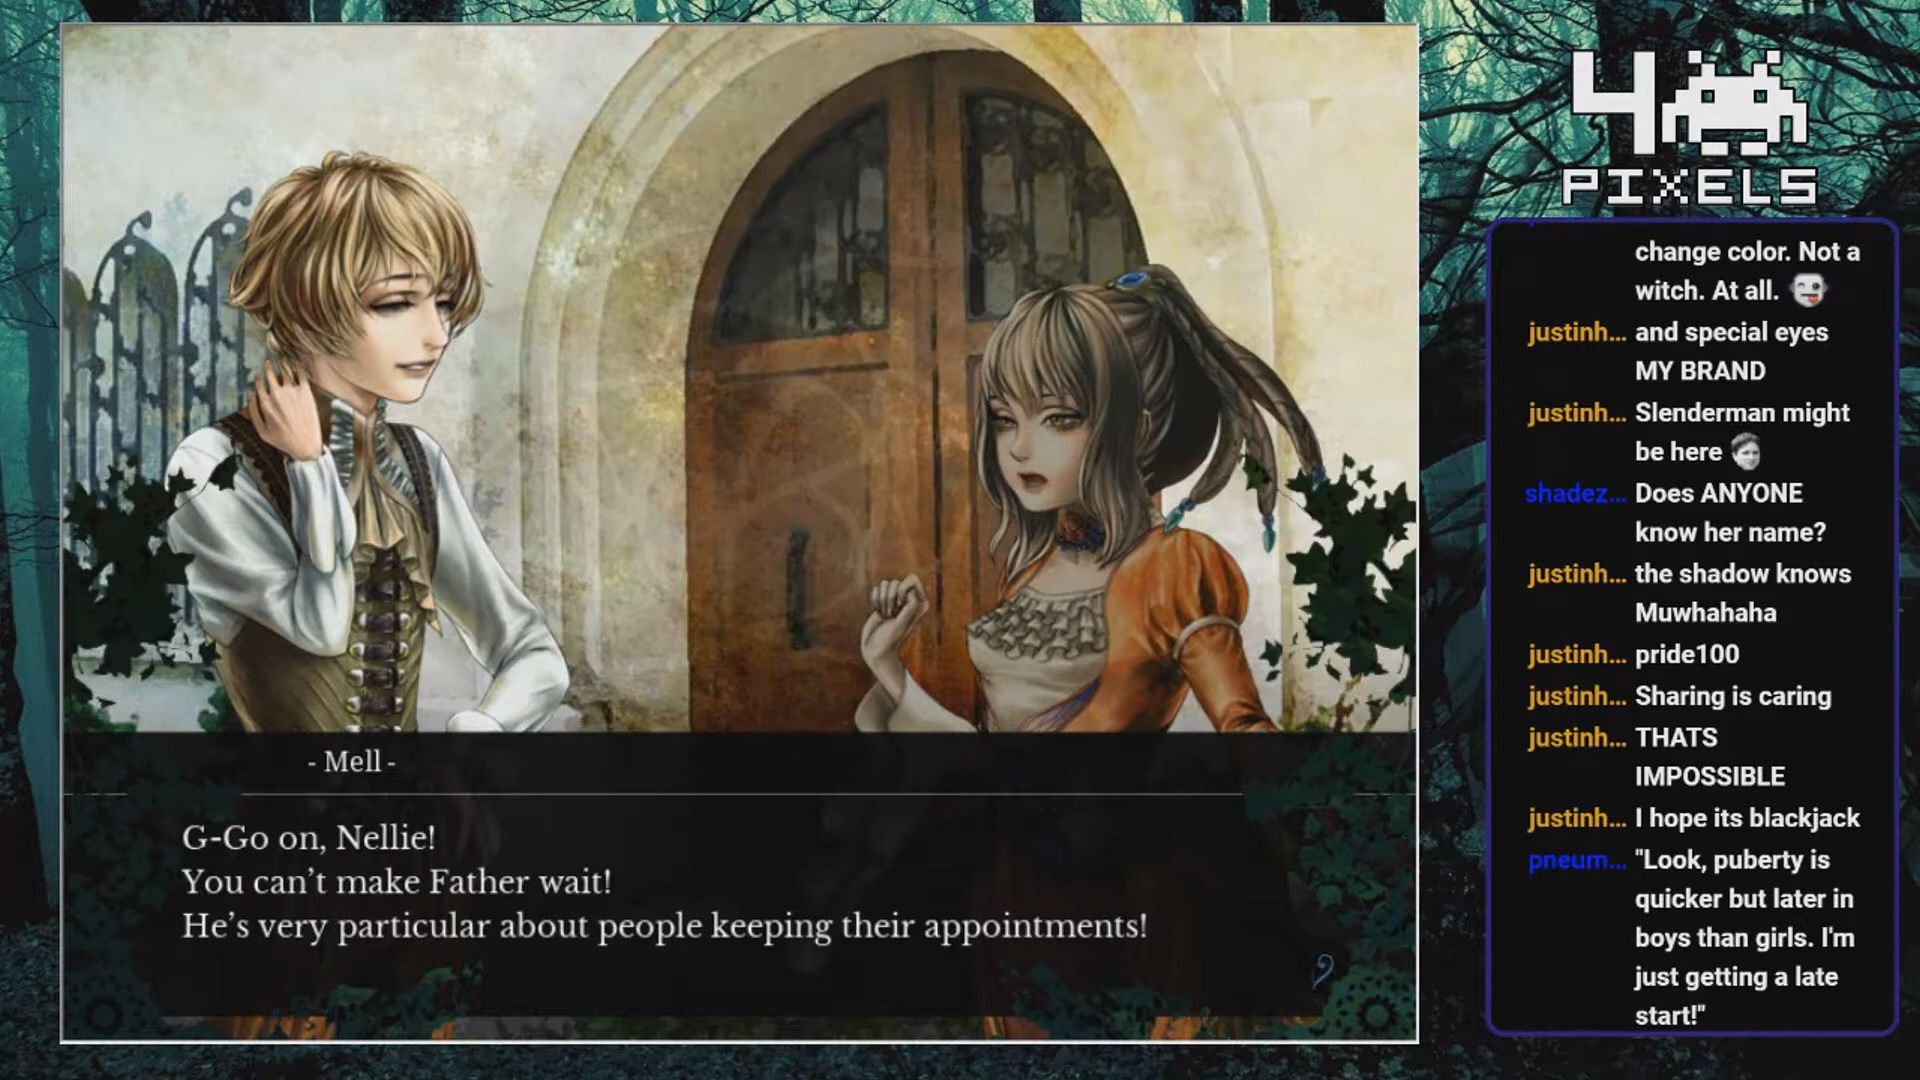 - Mell -
G-Go on, Nellie!
You can't make Father wait!
He's very particular about people keeping their appointments!
4
PIXELS
change color. Not a
witch. At all.
justinh... and special eyes
MY BRAND
justinh... Slenderman might
be here
shadez... Does ANYONE
know her name?
justinh... the shadow knows
Muwhahaha
justinh... pride100
justinh... Sharing is caring
justinh... THATS
IMPOSSIBLE
justinh... I hope its blackjack
pneum... "Look, puberty is
quicker but later in
boys than girls. I'm
just getting a late
start!"